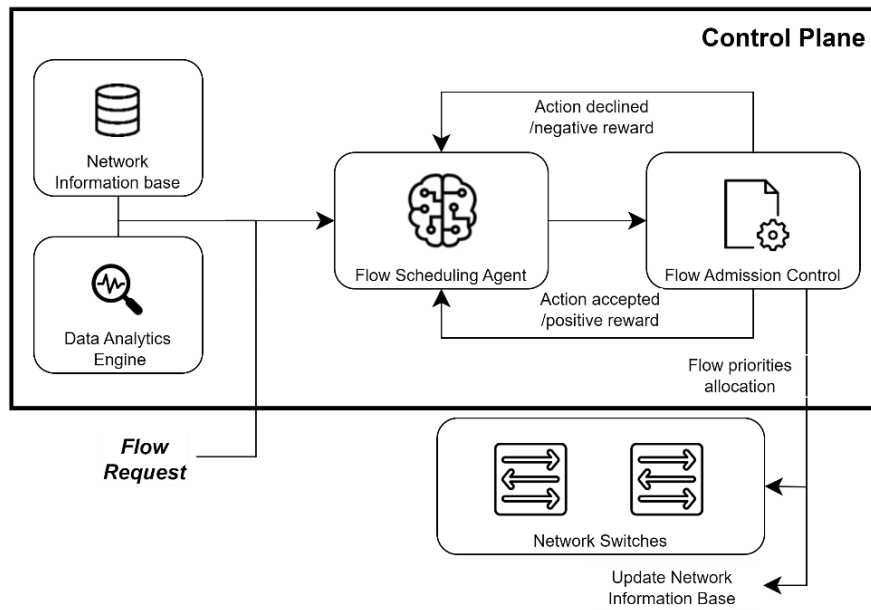 Control Plane
Network
Information base
Data Analytics
Engine
Action declined
/negative reward
Flow Scheduling Agent
Flow Admission Control
Action accepted
/positive reward
Flow priorities
allocation
Flow
Request
Network Switches
Update Network
Information Base